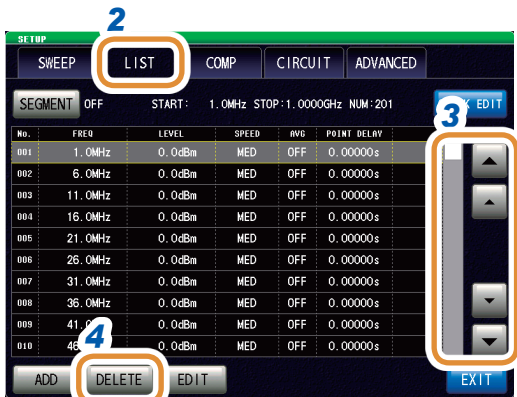 2
SETUP
SWEEP LIST COMP CIRCUIT ADVANCED
SEGMENT OFF START: 1.0MHz STOP:1.0000GHz NUM:201 EDIT
3
No. FREQ LEVEL SPEED AVG POINT DELAY
001 1.0MHz 0.0dBm MED OFF 0.00000s
002 6.0MHz 0.0dBm MED OFF 0.00000s
003 11.0MHz 0.0dBm MED OFF 0.00000s
004 16.0MHz 0.0dBm MED OFF 0.00000s
005 21.0MHz 0.0dBm MED OFF 0.00000s
006 26.0MHz 0.0dBm MED OFF 0.00000s
007 31.0MHz 0.0dBm MED OFF 0.00000s
008 36.0MHz 0.0dBm MED OFF 0.00000s
009 0.0dBm MED OFF 0.00000s
010 0.0dBm MED OFF 0.00000s
4
ADD DELETE EDIT EXIT